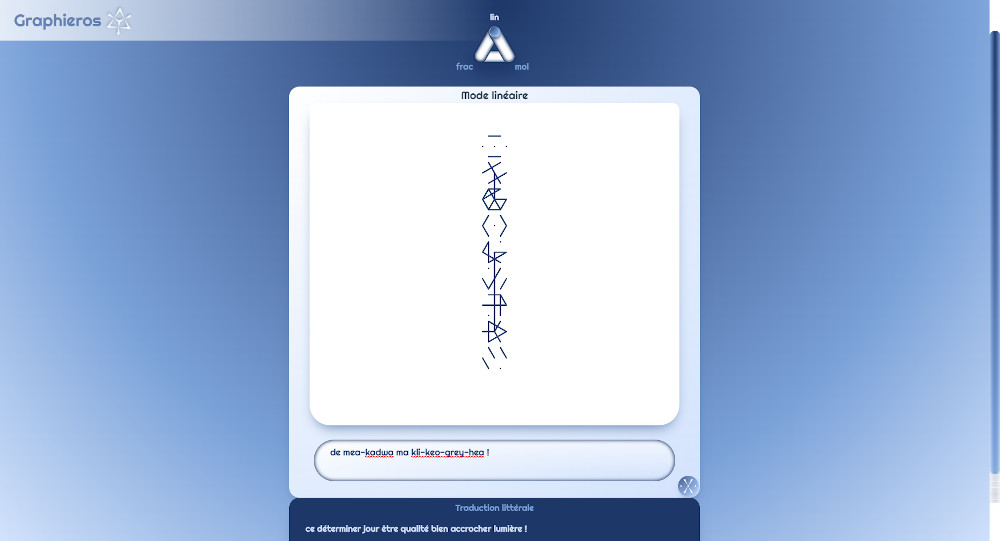 Graphieros
lin
frac
mol
Mode linéaire
de mea-kadwa ma kli-keo-grey-hea !
Traduction littérale
ce déterminer jour être qualité bien accrocher lumière !